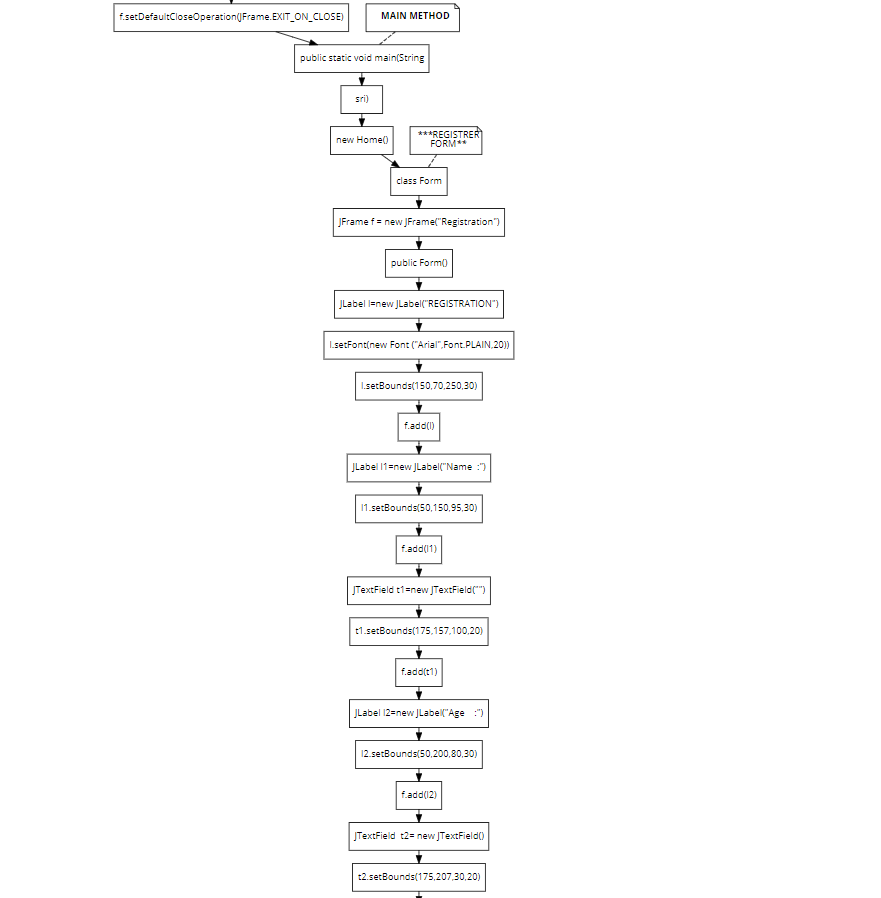 f.setDefaultCloseOperation(JFrame.EXIT_ON_CLOSE)
MAIN METHOD
public static void main(String
sri)
new Home()
***REGISTRER
FORM**
class Form
JFrame f = new JFrame("Registration")
public Form()
JLabel l=new JLabel("REGISTRATION")
l.setFont(new Font ("Arial",Font.PLAIN,20))
l.setBounds(150,70,250,30)
f.add(l)
JLabel l1=new JLabel("Name  :")
l1.setBounds(50,150,95,30)
f.add(l1)
JTextField t1=new JTextField("")
t1.setBounds(175,157,100,20)
f.add(t1)
JLabel l2=new JLabel("Age    :")
l2.setBounds(50,200,80,30)
f.add(l2)
JTextField  t2= new JTextField()
t2.setBounds(175,207,30,20)